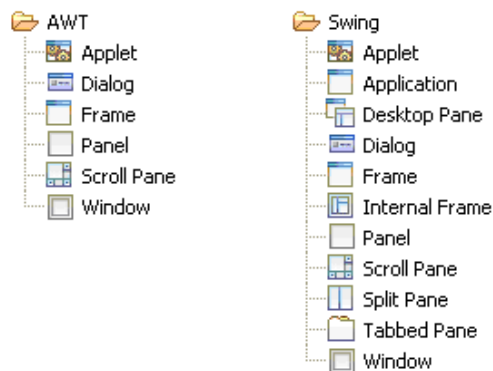 AWT
Applet
Dialog
Frame
Panel
Scroll Pane
Window
Swing
Applet
Application
Desktop Pane
Dialog
Frame
Internal Frame
Panel
Scroll Pane
Split Pane
Tabbed Pane
Window